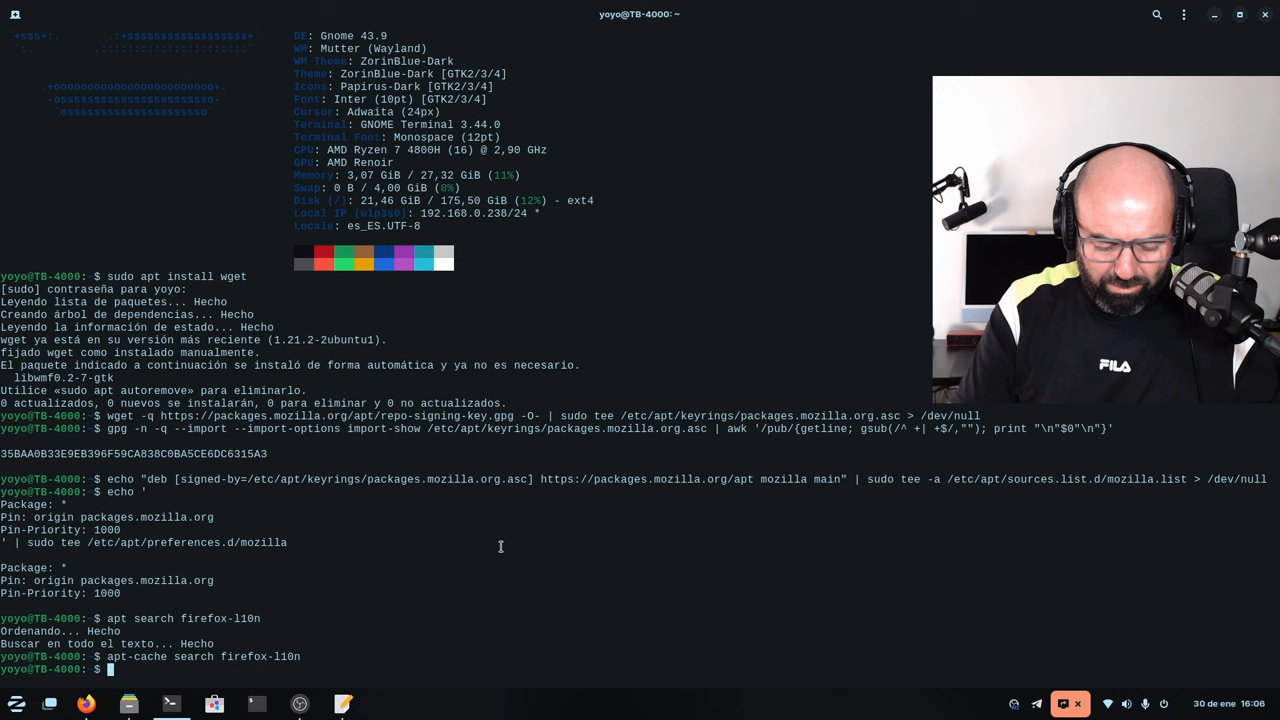 yoyo@TB-4000: ~
DE: Gnome 43.9
WM: Mutter (Wayland)
WM Theme: ZorinBlue-Dark
Theme: ZorinBlue-Dark [GTK2/3/4]
Icons: Papirus-Dark [GTK2/3/4]
Font: Inter (10pt) [GTK2/3/4]
Cursor: Adwaita (24px)
Terminal: GNOME Terminal 3.44.0
Terminal Font: Monospace (12pt)
CPU: AMD Ryzen 7 4800H (16) @ 2,90 GHz
GPU: AMD Renoir
Memory: 3,07 GiB / 27,32 GiB (11%)
Swap: 0 B / 4,00 GiB (0%)
Disk (/): 21,46 GiB / 175,50 GiB (12%) - ext4
Local IP (wlp3s0): 192.168.0.238/24 *
Locale: es_ES.UTF-8
yoyo@TB-4000:~$ sudo apt install wget
[sudo] contraseña para yoyo:
Leyendo lista de paquetes... Hecho
Creando árbol de dependencias... Hecho
Leyendo la información de estado... Hecho
wget ya está en su versión más reciente (1.21.2-2ubuntu1).
fijado wget como instalado manualmente.
El paquete indicado a continuación se instaló de forma automática y ya no es necesario.
libwmf0.2-7-gtk
Utilice «sudo apt autoremove» para eliminarlo.
0 actualizados, 0 nuevos se instalarán, 0 para eliminar y 0 no actualizados.
yoyo@TB-4000:~$ wget -q https://packages.mozilla.org/apt/repo-signing-key.gpg -O- | sudo tee /etc/apt/keyrings/packages.mozilla.org.asc > /dev/null
yoyo@TB-4000:~$ gpg -n -q --import --import-options import-show /etc/apt/keyrings/packages.mozilla.org.asc | awk '/pub/{getline; gsub(/^ +| +$/,""); print "\n"$0"\n"}'
35BAA0B33E9EB396F59CA838C0BA5CE6DC6315A3
yoyo@TB-4000:~$ echo "deb [signed-by=/etc/apt/keyrings/packages.mozilla.org.asc] https://packages.mozilla.org/apt mozilla main" | sudo tee -a /etc/apt/sources.list.d/mozilla.list > /dev/null
yoyo@TB-4000:~$ echo '
Package: *
Pin: origin packages.mozilla.org
Pin-Priority: 1000
' | sudo tee /etc/apt/preferences.d/mozilla
Package: *
Pin: origin packages.mozilla.org
Pin-Priority: 1000
yoyo@TB-4000:~$ apt search firefox-l10n
Ordenando... Hecho
Buscar en todo el texto... Hecho
yoyo@TB-4000:~$ apt-cache search firefox-l10n
yoyo@TB-4000:~$
FILA
30 de ene 16:06